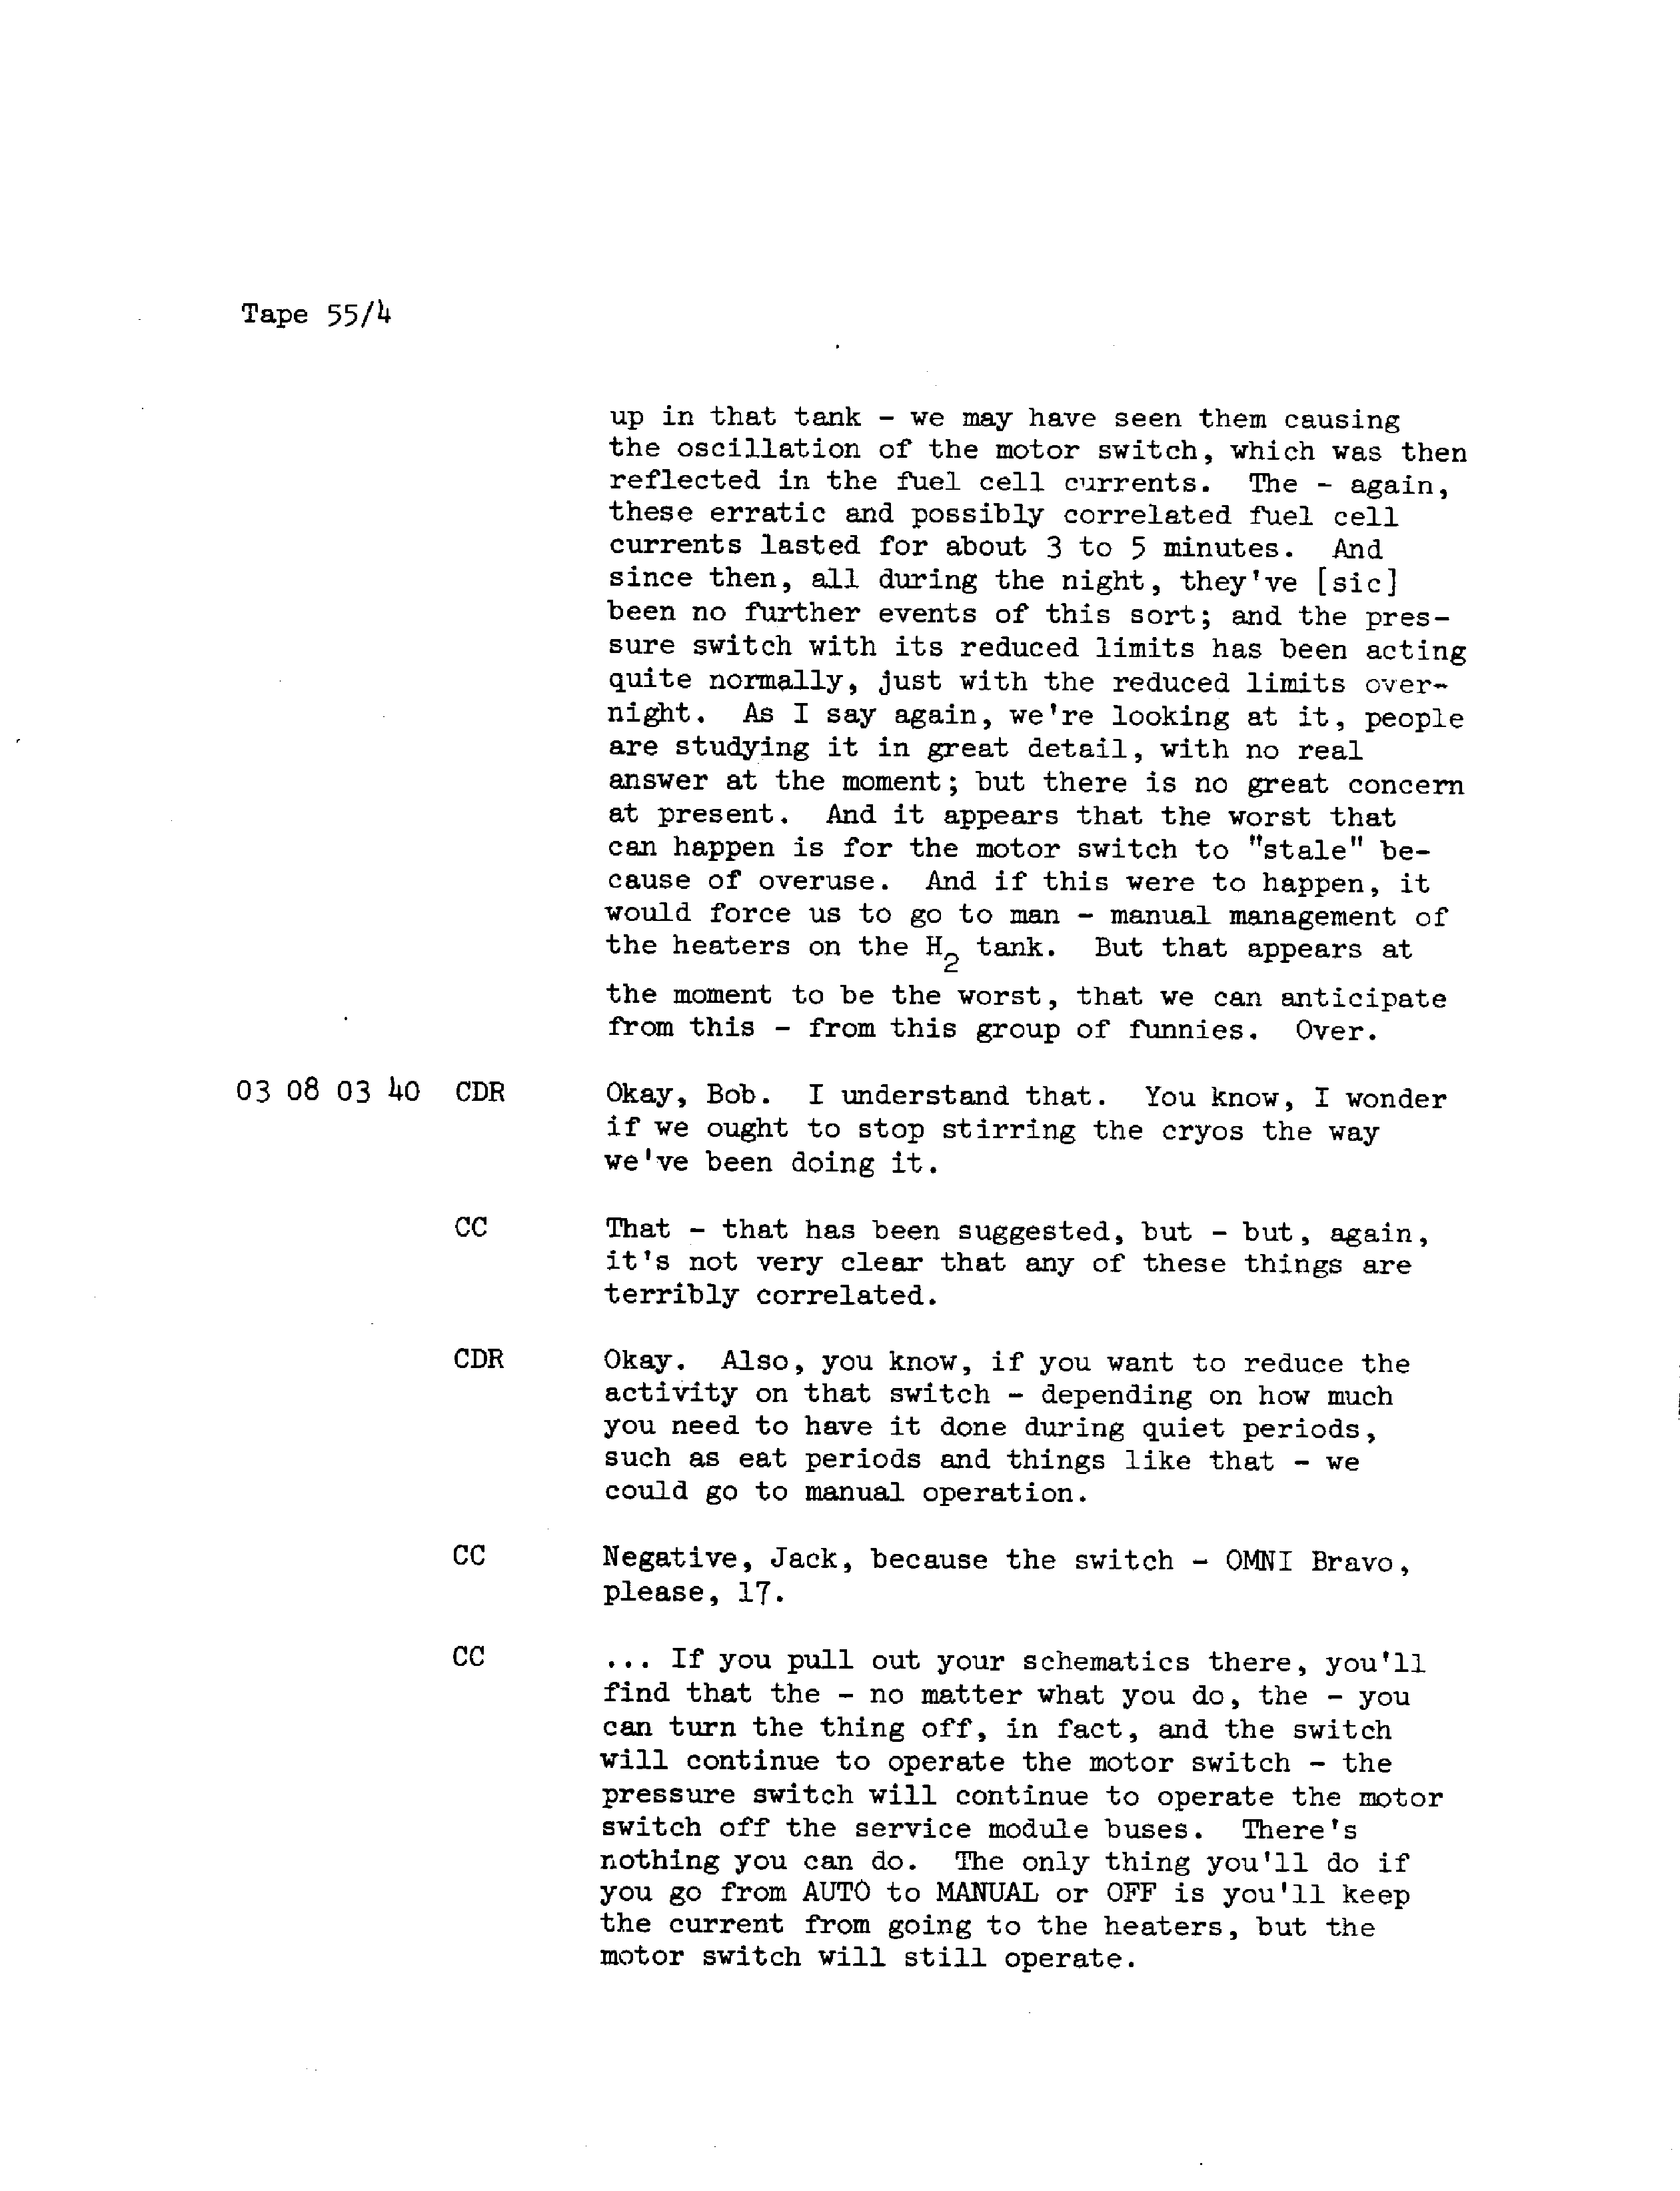 Tape 55/4
up in that tank - we may have seen them causing
the oscillation of the motor switch, which was then
reflected in the fuel cell currents. The - again,
these erratic and possibly correlated fuel cell
currents lasted for about 3 to 5 minutes. And
since then, all during the night, they've [sic]
been no further events of this sort; and the pres-
sure switch with its reduced limits has been acting
quite normally, just with the reduced limits over-
night. As I say again, we're looking at it, people
are studying it in great detail, with no real
answer at the moment; but there is no great concern
at present. And it appears that the worst that
can happen is for the motor switch to "stale" be-
cause of overuse. And if this were to happen, it
would force us to go to man - manual management of
the heaters on the H2 tank. But that appears at
the moment to be the worst, that we can anticipate
from this - from this group of funnies. Over.
03 08 03 40 CDR Okay, Bob. I understand that. You know, I wonder
if we ought to stop stirring the cryos the way
we've been doing it.
CC That - that has been suggested, but - but, again,
it's not very clear that any of these things are
terribly correlated.
CDR Okay. Also, you know, if you want to reduce the
activity on that switch - depending on how much
you need to have it done during quiet periods,
such as eat periods and things like that - we
could go to manual operation.
CC Negative, Jack, because the switch - OMNI Bravo,
please, 17.
CC ... If you pull out your schematics there, you'll
find that the - no matter what you do, the - you
can turn the thing off, in fact, and the switch
will continue to operate the motor switch - the
pressure switch will continue to operate the motor
switch off the service module buses. There's
nothing you can do. The only thing you'll do if
you go from AUTO to MANUAL or OFF is you'll keep
the current from going to the heaters, but the
motor switch will still operate.